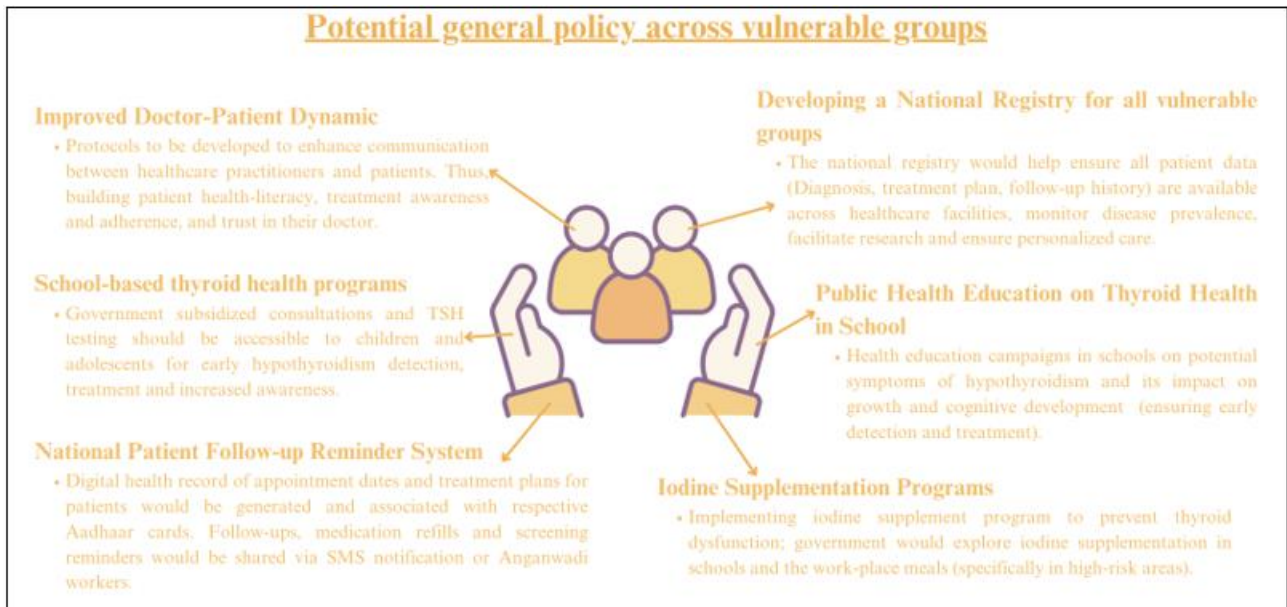 Potential general policy across vulnerable groups
Improved Doctor-Patient Dynamic
• Protocols to be developed to enhance communication
between healthcare practitioners and patients. Thus,
building patient health-literacy, treatment awareness
and adherence, and trust in their doctor.
School-based thyroid health programs
• Government subsidized consultations and TSH
testing should be accessible to children and
adolescents for early hypothyroidism detection,
treatment and increased awareness.
National Patient Follow-up Reminder System
• Digital health record of appointment dates and treatment plans for
patients would be generated and associated with respective
Aadhaar cards. Follow-ups, medication refills and screening
reminders would be shared via SMS notification or Anganwadi
workers.
Developing a National Registry for all vulnerable
groups
• The national registry would help ensure all patient data
(Diagnosis, treatment plan, follow-up history) are available
across healthcare facilities, monitor disease prevalence,
facilitate research and ensure personalized care.
Public Health Education on Thyroid Health
in School
• Health education campaigns in schools on potential
symptoms of hypothyroidism and its impact on
growth and cognitive development (ensuring early
detection and treatment).
Iodine Supplementation Programs
• Implementing iodine supplement program to prevent thyroid
dysfunction; government would explore iodine supplementation in
schools and the work-place meals (specifically in high-risk areas).